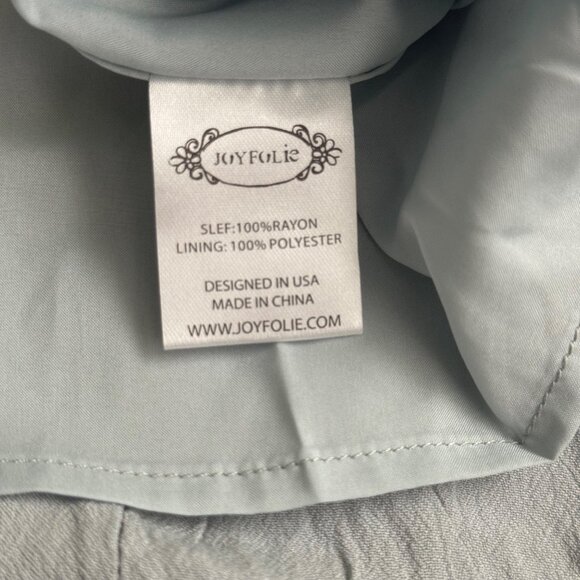 JOYFOLIE
SLEF:100%RAYON
LINING: 100% POLYESTER
DESIGNED IN USA
MADE IN CHINA
WWW.JOYFOLIE.COM